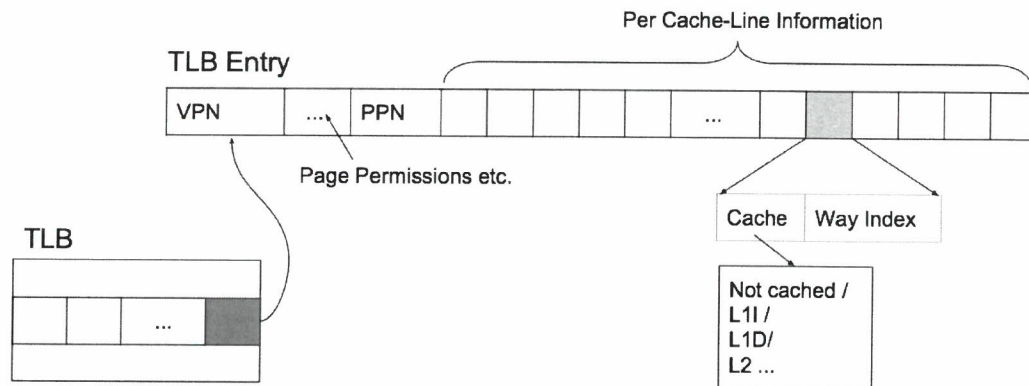 Per Cache-Line Information
TLB Entry
VPN
...
PPN
...
Page Permissions etc.
Cache
Way Index
TLB
...
Not cached /
L1I /
L1D/
L2 ...